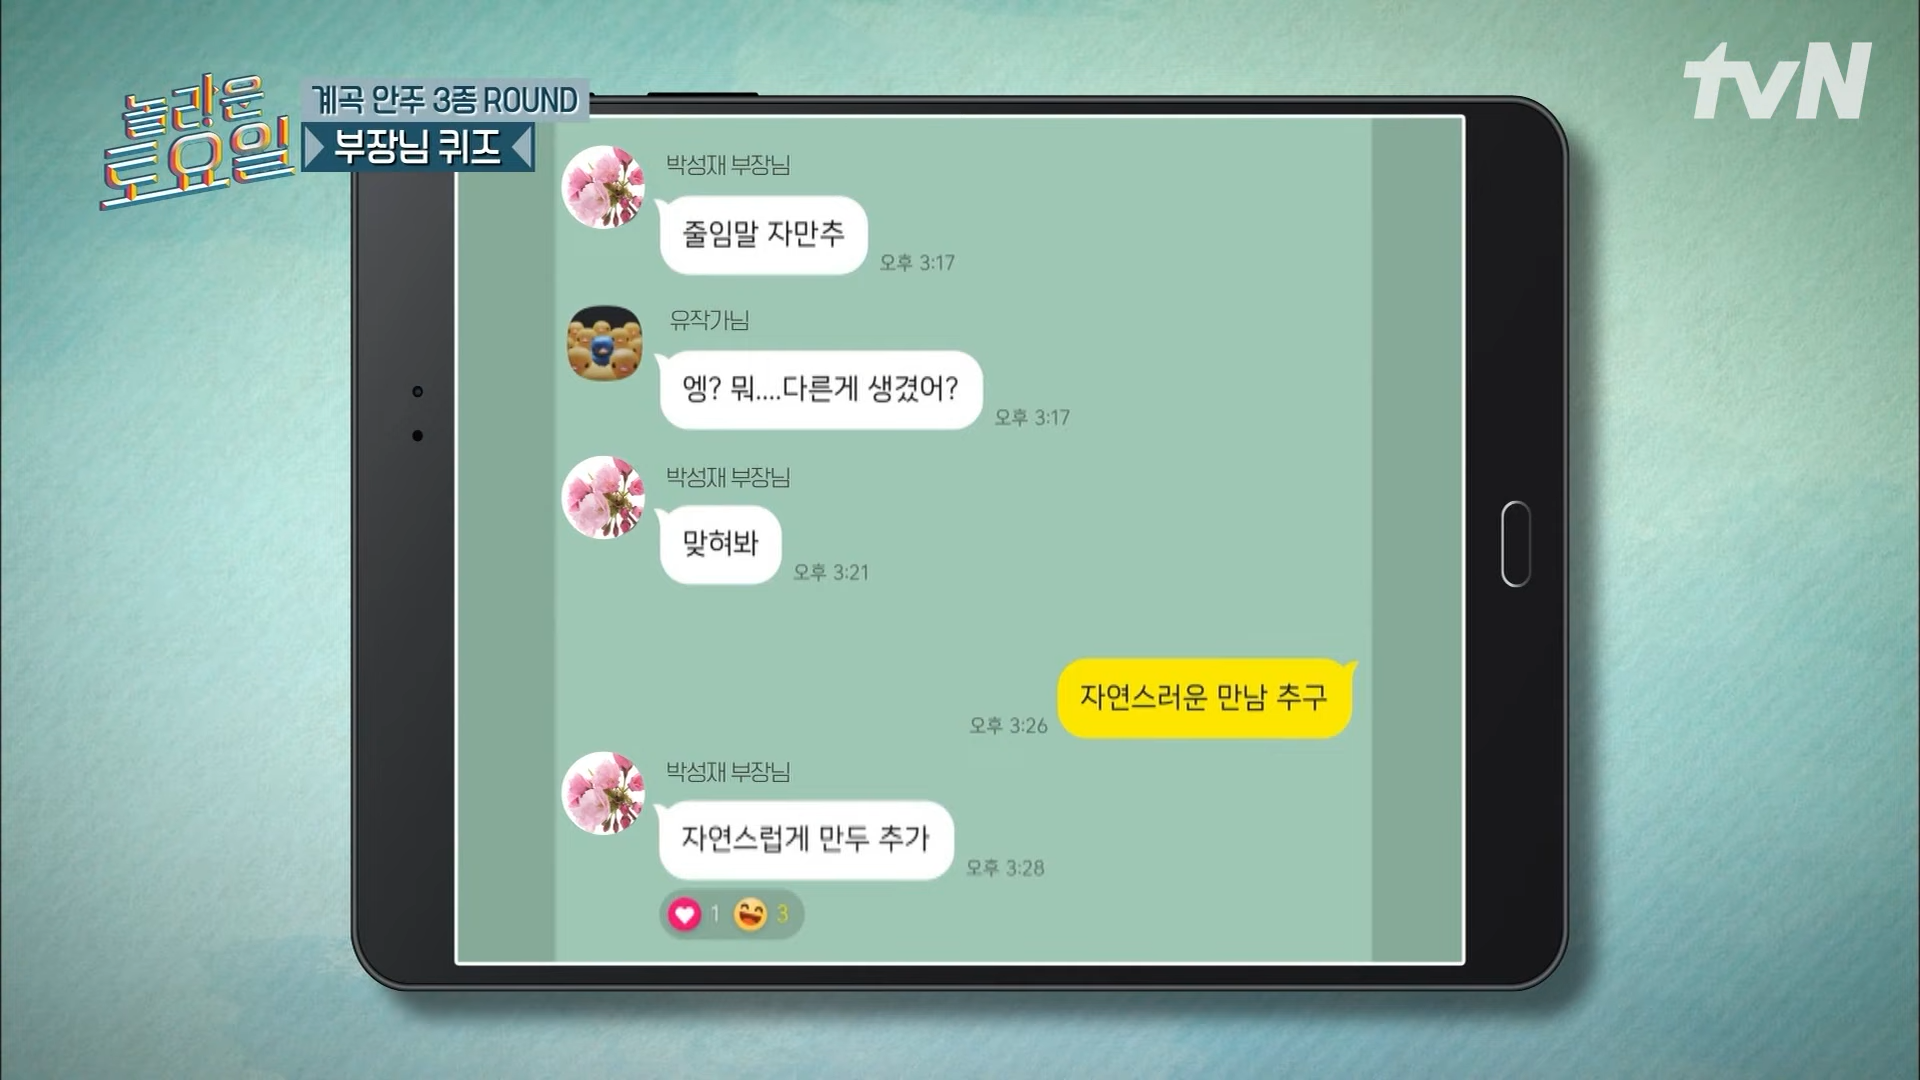 놀라운
토요일
계곡 안주 3종 ROUND
부장님 퀴즈
tvN
박성재 부장님
줄임말 자만추
오후 3:17
유작가님
엥? 뭐....다른게 생겼어?
오후 3:17
박성재 부장님
맞혀봐
오후 3:21
자연스러운 만남 추구
오후 3:26
박성재 부장님
자연스럽게 만두 추가
오후 3:28
1 3